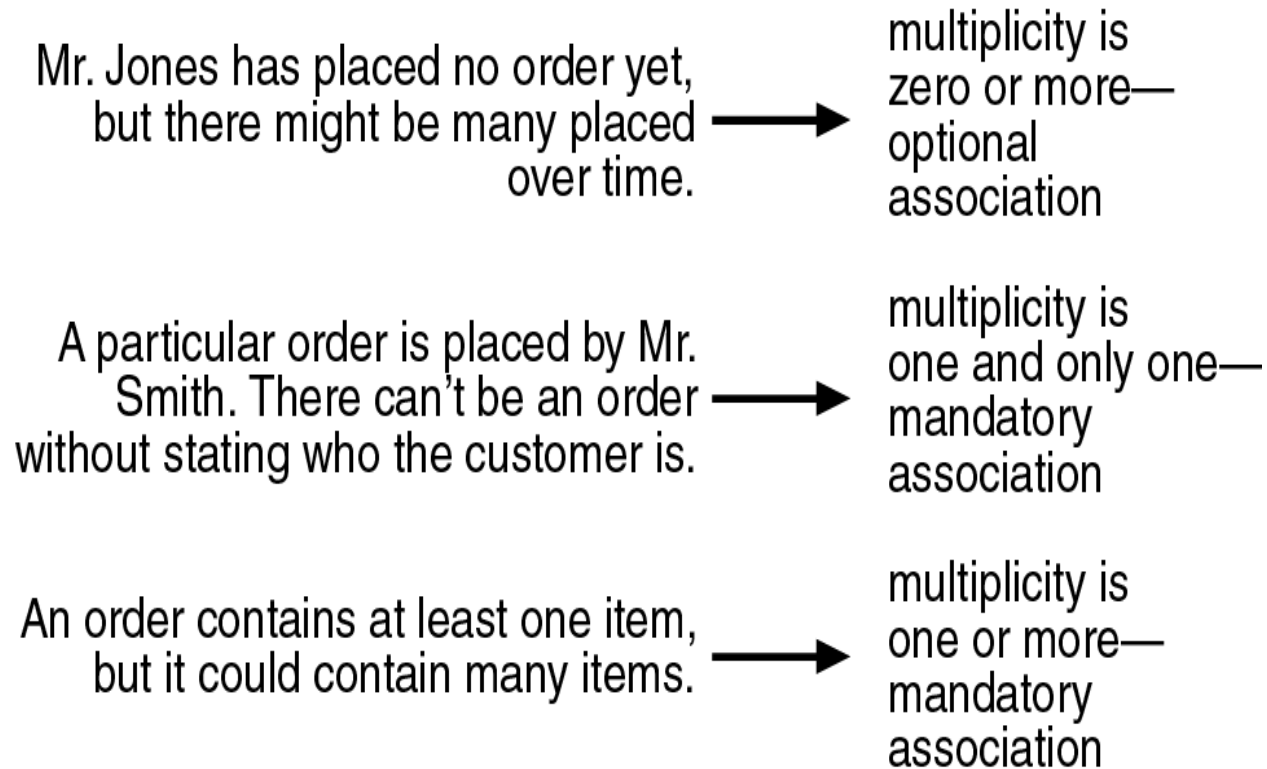 Mr. Jones has placed no order yet,
but there might be many placed
over time.
multiplicity is
zero or more—
optional
association
A particular order is placed by Mr.
Smith. There can’t be an order
without stating who the customer is.
multiplicity is
one and only one—
mandatory
association
An order contains at least one item,
but it could contain many items.
multiplicity is
one or more—
mandatory
association